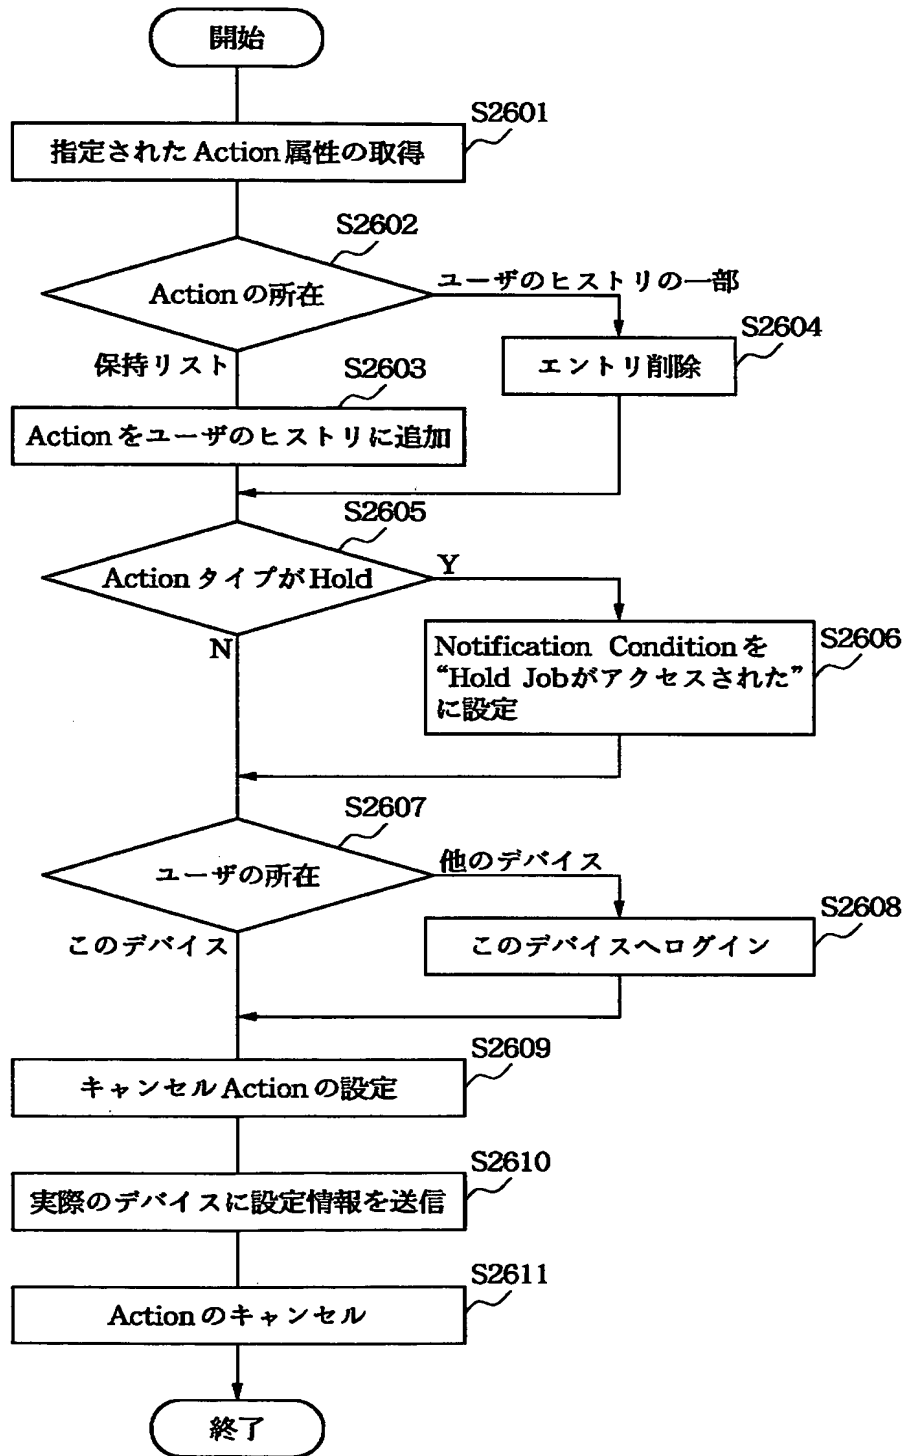 開始
S2601
指定されたAction属性の取得
S2602
Actionの所在
ユーザのヒストリの一部
S2604
エントリ削除
保持リスト
S2603
Actionをユーザのヒストリに追加
S2605
ActionタイプがHold
Y
N
S2606
Notification Conditionを
“Hold Jobがアクセスされた”
に設定
S2607
ユーザの所在
他のデバイス
S2608
このデバイスへログイン
このデバイス
S2609
キャンセルActionの設定
S2610
実際のデバイスに設定情報を送信
S2611
Actionのキャンセル
終了